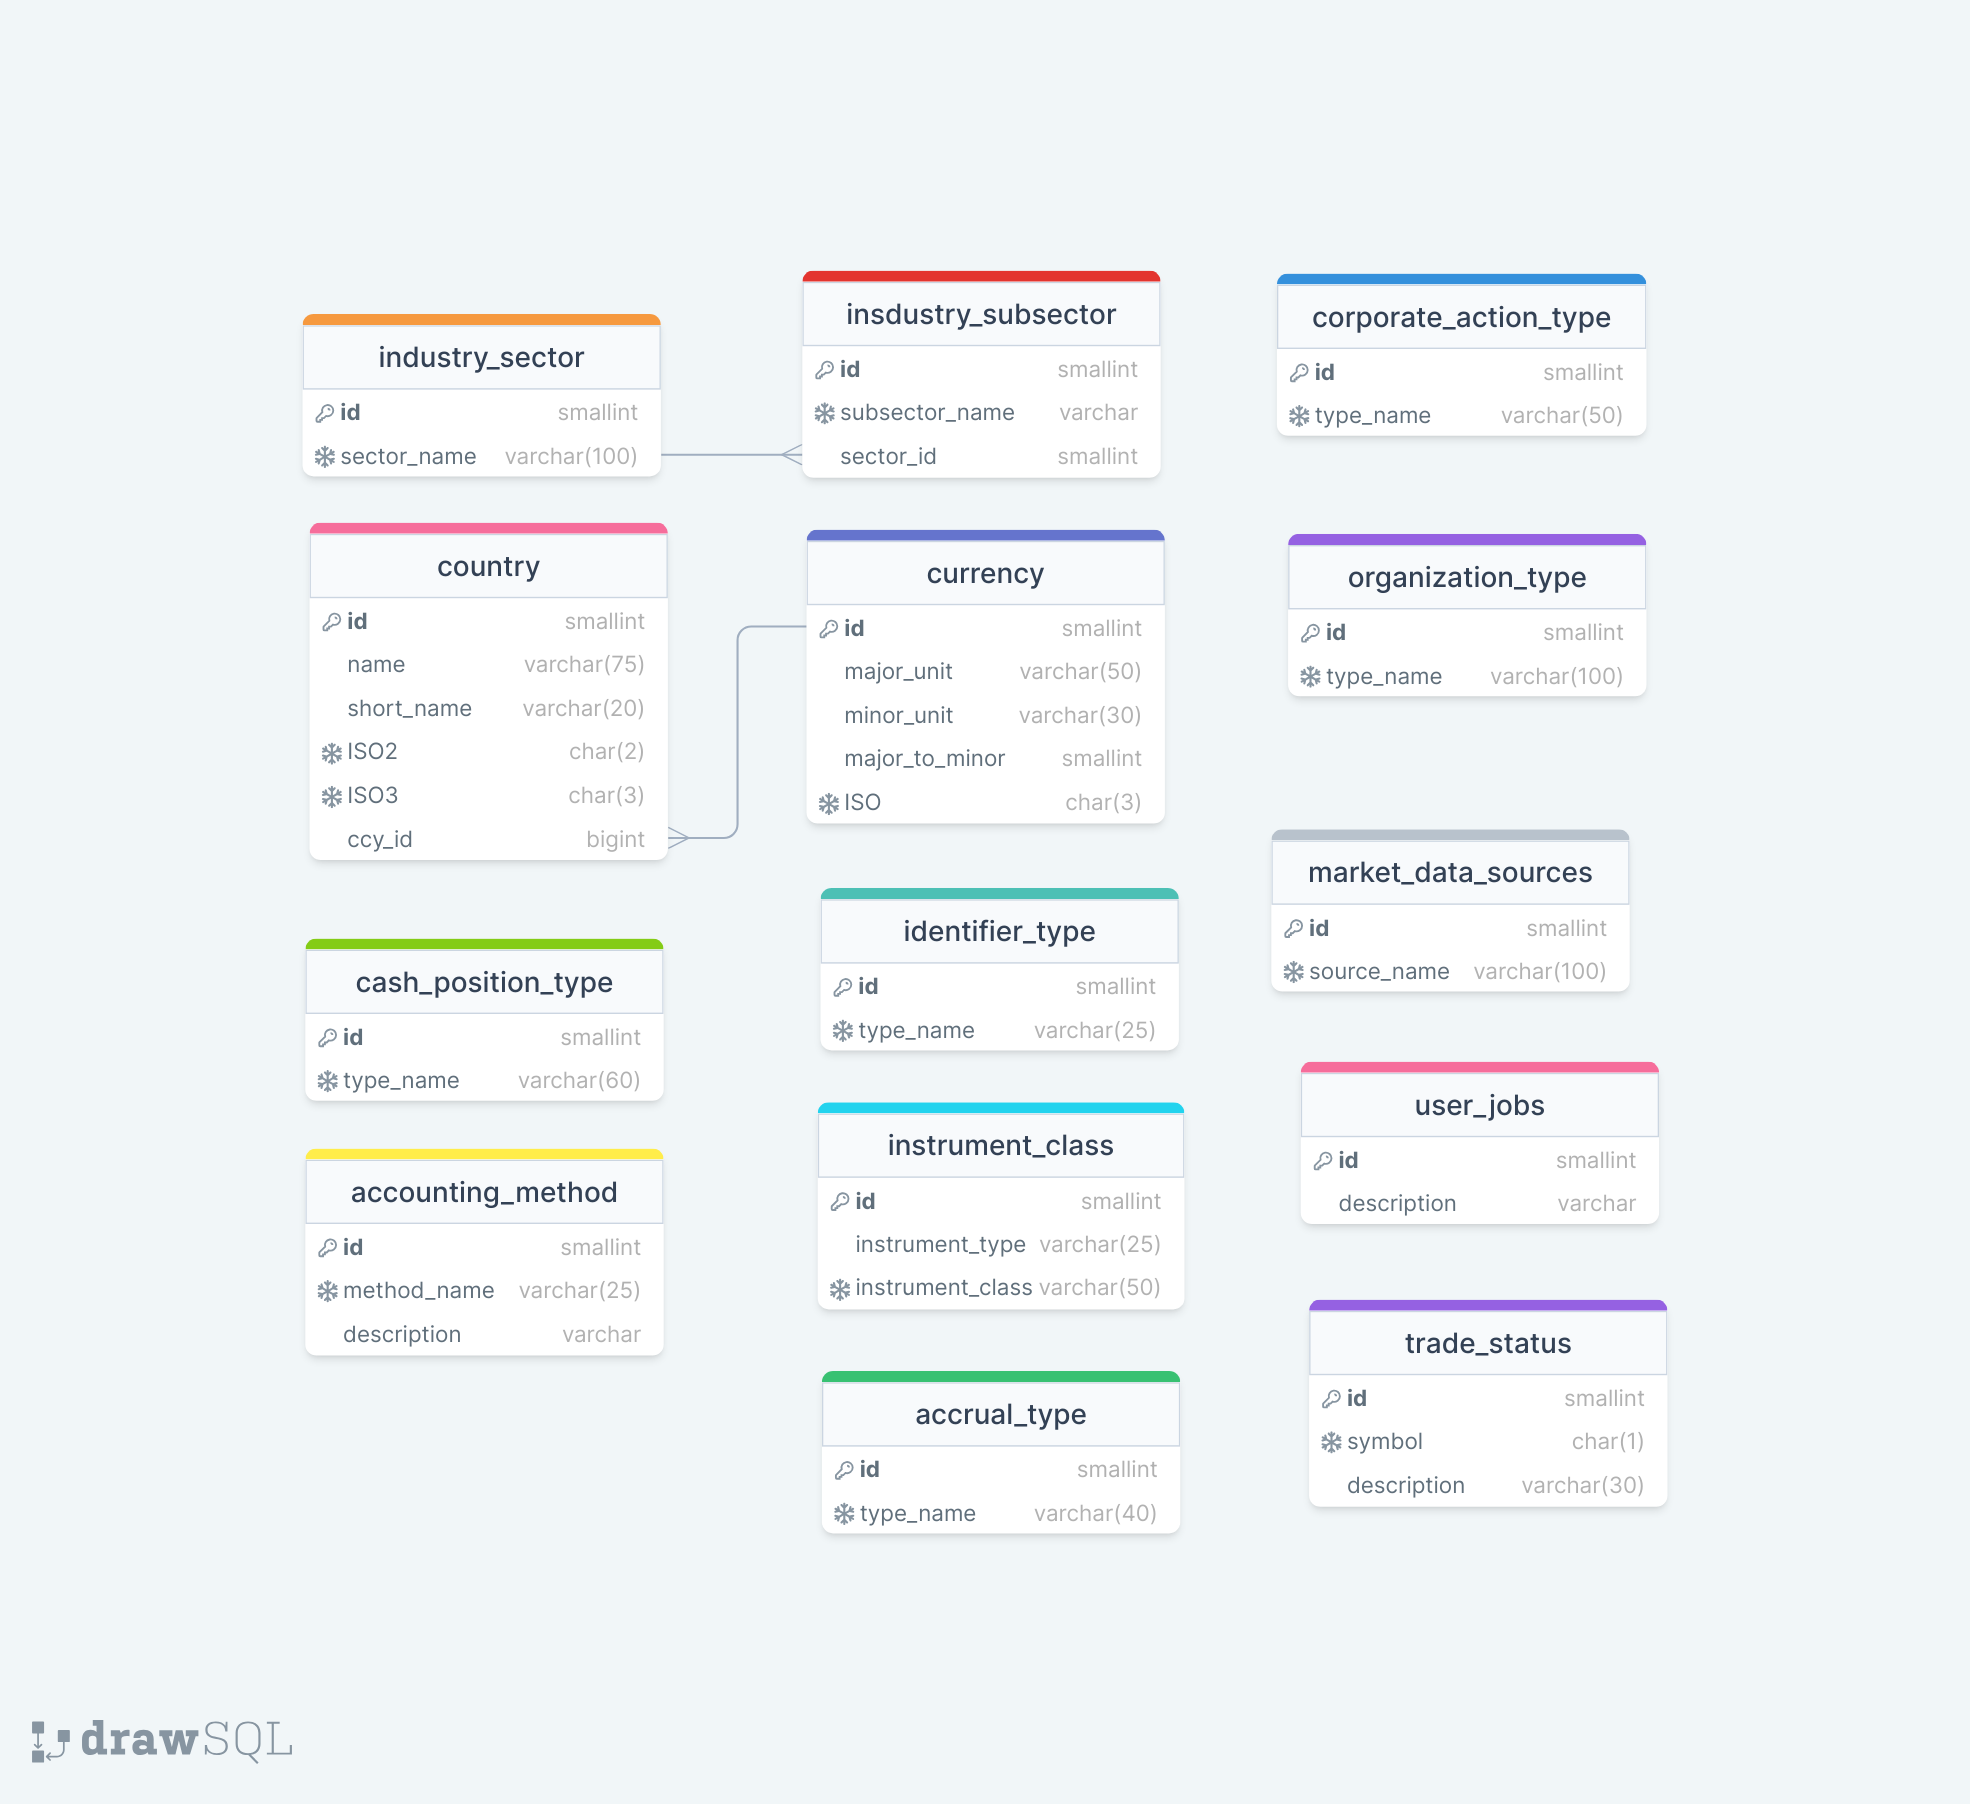 industry_sector
id smallint
sector_name varchar(100)
insdustry_subsector
id smallint
subsector_name varchar
sector_id smallint
corporate_action_type
id smallint
type_name varchar(50)
country
id smallint
name varchar(75)
short_name varchar(20)
ISO2 char(2)
ISO3 char(3)
ccy_id bigint
currency
id smallint
major_unit varchar(50)
minor_unit varchar(30)
major_to_minor smallint
ISO char(3)
organization_type
id smallint
type_name varchar(100)
cash_position_type
id smallint
type_name varchar(60)
identifier_type
id smallint
type_name varchar(25)
market_data_sources
id smallint
source_name varchar(100)
accounting_method
id smallint
method_name varchar(25)
description varchar
instrument_class
id smallint
instrument_type varchar(25)
instrument_class varchar(50)
user_jobs
id smallint
description varchar
accrual_type
id smallint
type_name varchar(40)
trade_status
id smallint
symbol char(1)
description varchar(30)
drawSQL